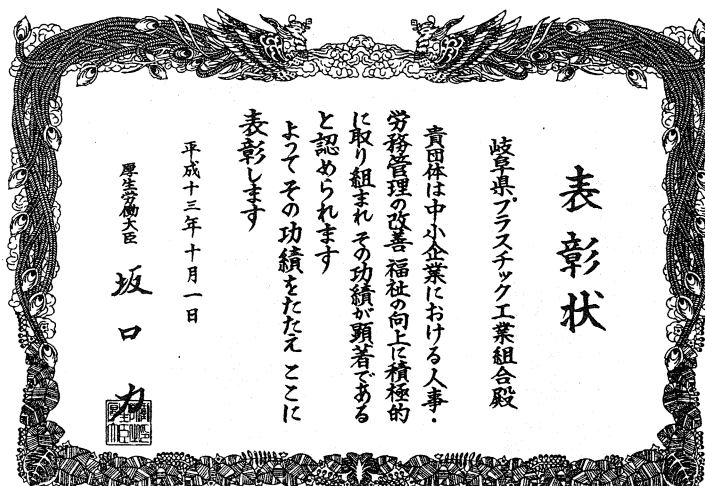 表彰状
岐阜県プラスチック工業組合殿
貴団体は中小企業における人事・
労務管理の改善 福祉の向上に積極的
に取り組まれ その功績が顕著である
と認められます
よって その功績をたたえ ここに
表彰します
平成十三年十月一日
厚生労働大臣 坂口力